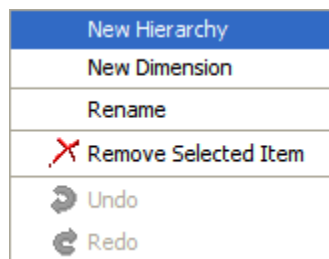 New Hierarchy
New Dimension
Rename
Remove Selected Item
Undo
Redo